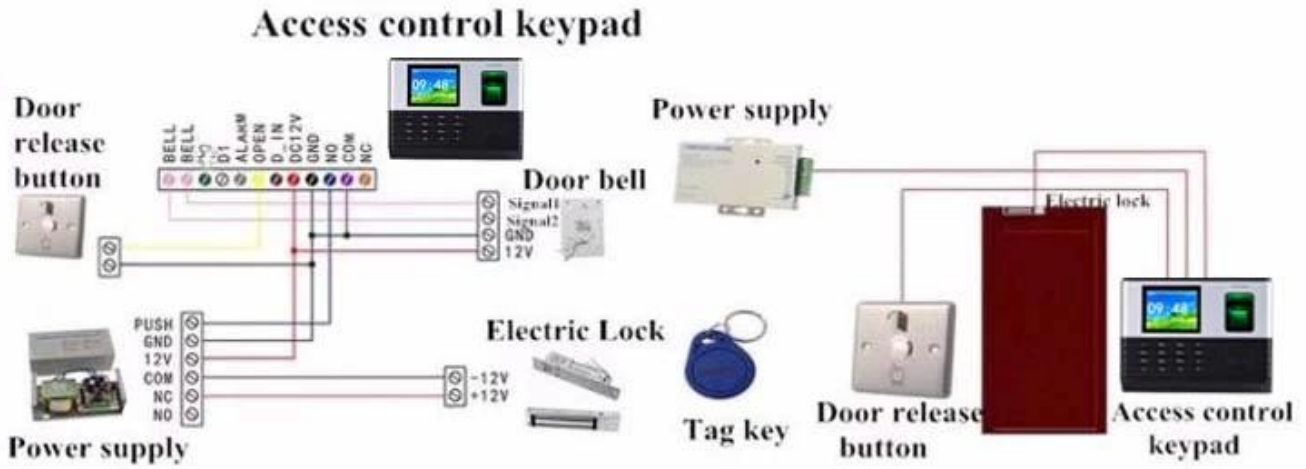 Access control keypad
09:48
Door
release
button
BELL
BELL
D1
ALARM
OPEN
D_IN
DC12V
GND
NO
COM
NC
Door bell
Signal1
Signal2
GND
12V
PUSH
GND
12V
COM
NC
NO
Power supply
Electric Lock
-12V
+12V
Power supply
Electric lock
09:48
Tag key
Door release
button
Access control
keypad